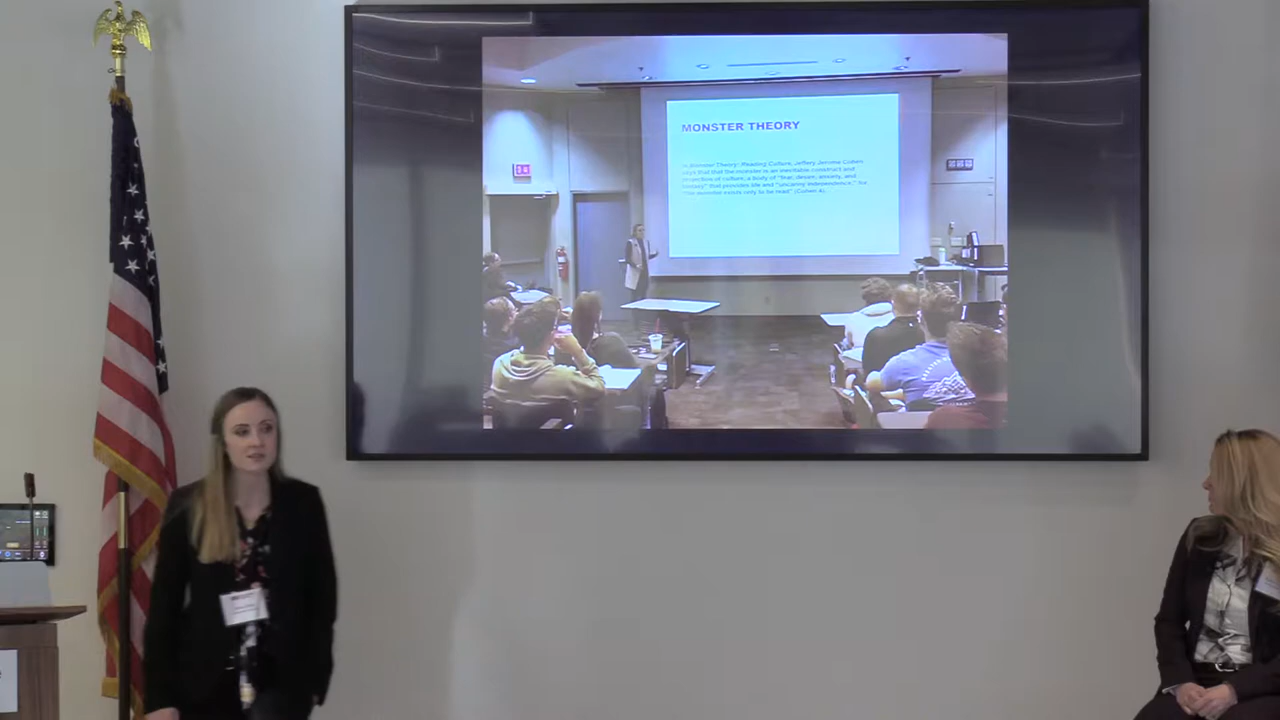 MONSTER THEORY
In Monster Theory: Reading Culture, Jeffery Jerome Cohen
says that that the monster is an inevitable construct and
projection of culture, a body of "fear, desire, anxiety, and
fantasy" that provides life and "uncanny independence," for
"the monster exists only to be read" (Cohen 4).